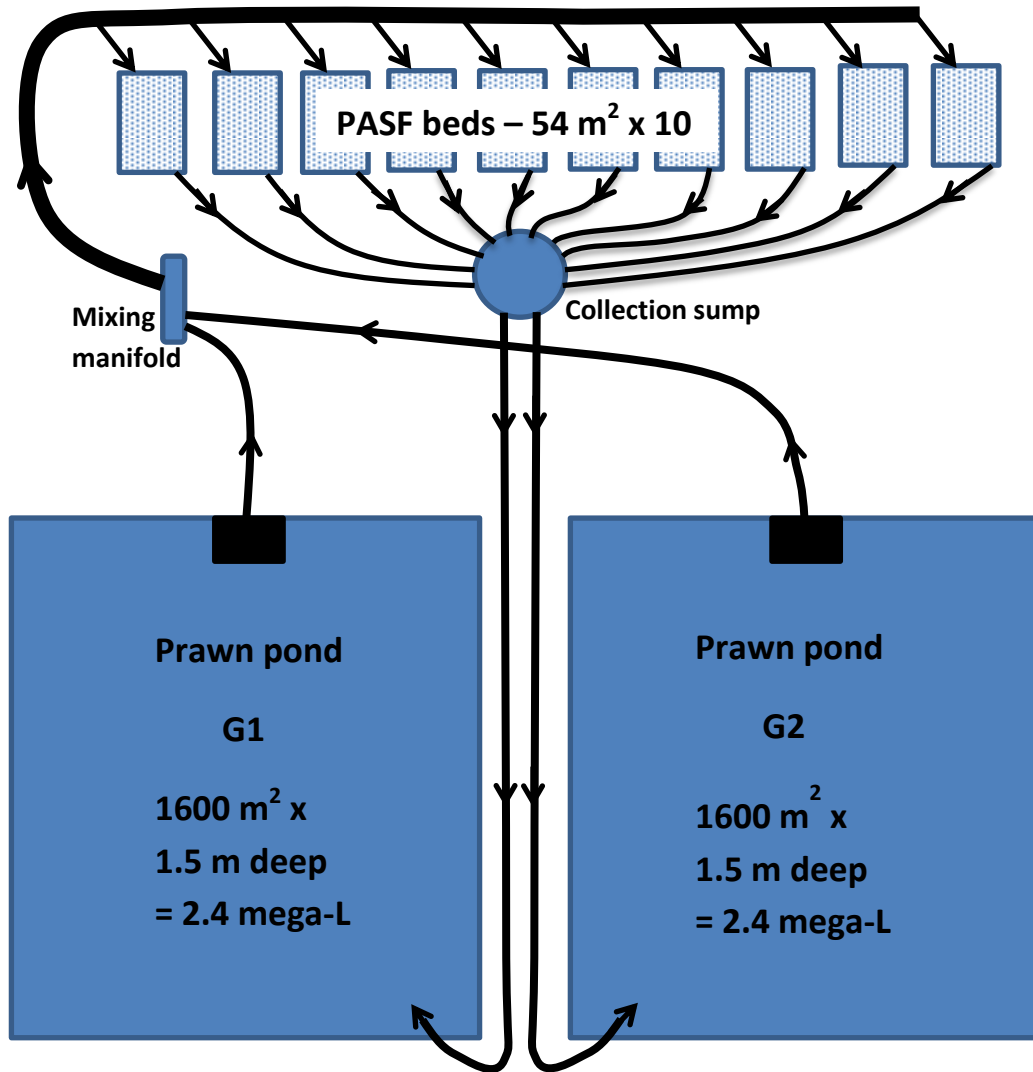 PASF beds – 54 m² x 10
Mixing
manifold
Collection sump
Prawn pond
G1
1600 m² x
1.5 m deep
= 2.4 mega-L
Prawn pond
G2
1600 m² x
1.5 m deep
= 2.4 mega-L